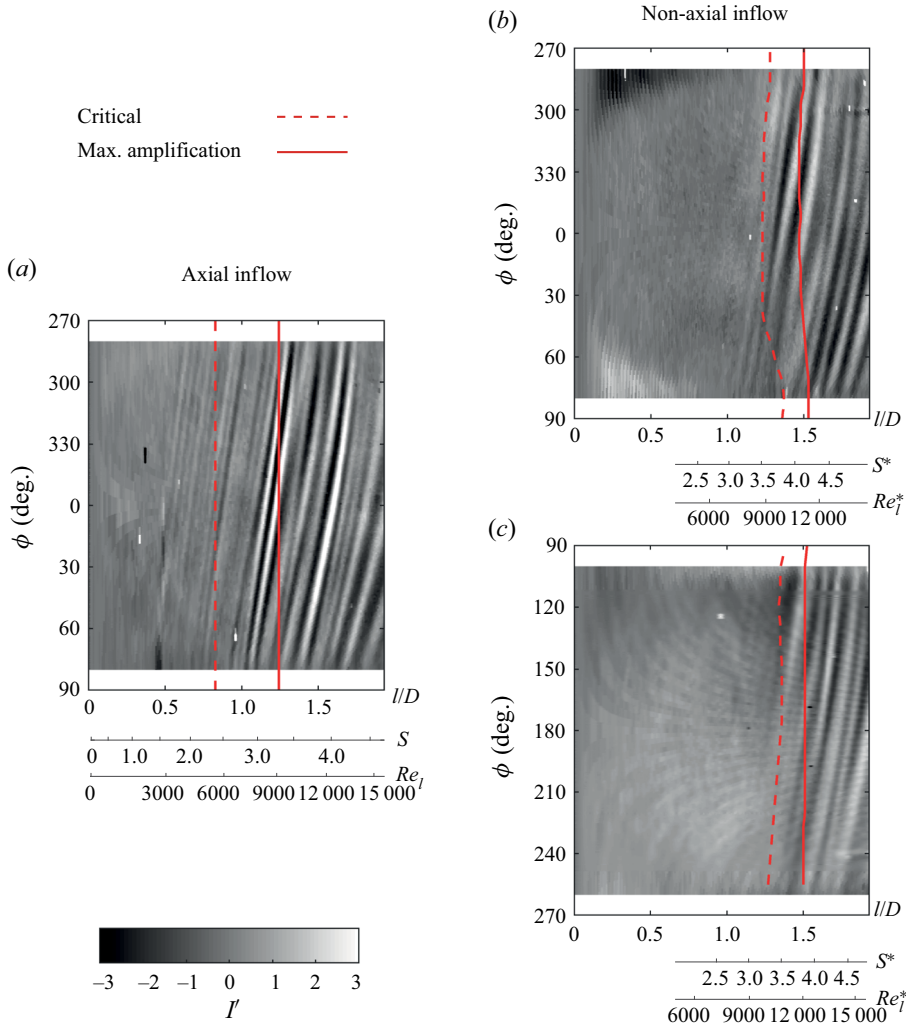 Non-axial inflow
(b)
270
300
330
0
30
60
90
ϕ (deg.)
0 0.5 1.0 1.5 l/D
S*
2.5 3.0 3.5 4.0 4.5
Re*l
6000 9000 12 000
Critical
Max. amplification
(a)
Axial inflow
270
300
330
0
30
60
90
ϕ (deg.)
0 0.5 1.0 1.5 l/D
S
0 1.0 2.0 3.0 4.0
Rel
0 3000 6000 9000 12 000 15 000
(c)
90
120
150
180
210
240
270
ϕ (deg.)
0 0.5 1.0 1.5 l/D
S*
2.5 3.0 3.5 4.0 4.5
Re*l
6000 9000 12 000 15 000
−3 −2 −1 0 1 2 3
I′